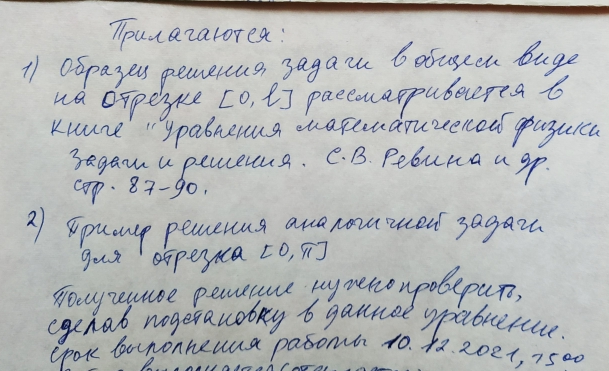 Прилагаются:
1) Образец решения задачи в общем виде
на отрезке [0, l] рассматривается в
книге "Уравнения математической физики
Задачи и решения. С.В. Ревина и др.
стр. 87-90.
2) Пример решения аналогичной задачи
для отрезка [0, π]
Полученное решение нужно проверить,
сделав подстановку в данное уравнение.
Срок выполнения работы 10.12.2021, 15 00